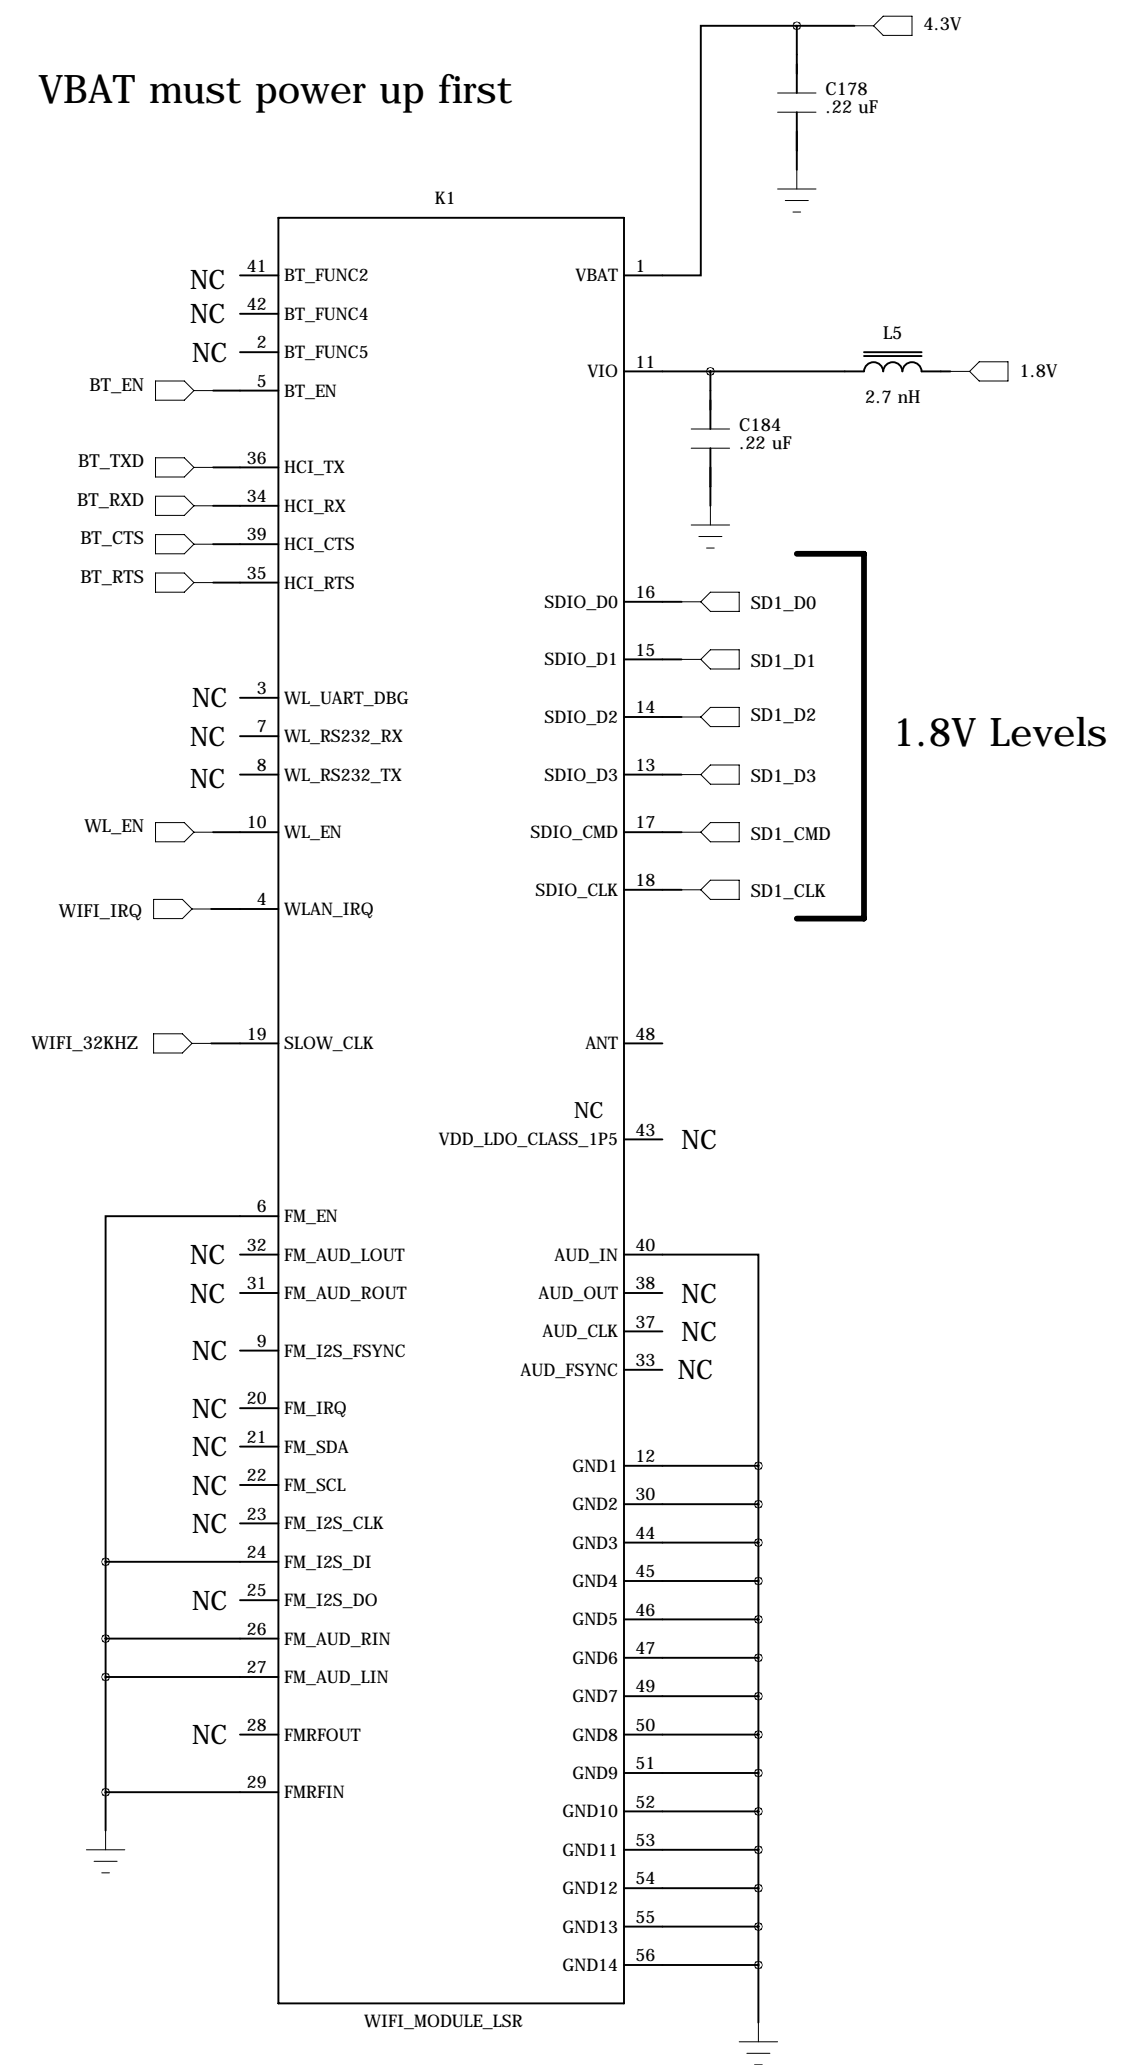 4.3V
VBAT must power up first
C178
.22 uF
K1
NC 41 BT_FUNC2
VBAT 1
NC 42 BT_FUNC4
NC 2 BT_FUNC5
L5
VIO 11
1.8V
2.7 nH
BT_EN 5 BT_EN
C184
.22 uF
BT_TXD 36 HCI_TX
BT_RXD 34 HCI_RX
BT_CTS 39 HCI_CTS
BT_RTS 35 HCI_RTS
SDIO_D0 16 SD1_D0
SDIO_D1 15 SD1_D1
NC 3 WL_UART_DBG
SDIO_D2 14 SD1_D2
NC 7 WL_RS232_RX
1.8V Levels
NC 8 WL_RS232_TX
SDIO_D3 13 SD1_D3
WL_EN 10 WL_EN
SDIO_CMD 17 SD1_CMD
SDIO_CLK 18 SD1_CLK
WIFI_IRQ 4 WLAN_IRQ
WIFI_32KHZ 19 SLOW_CLK
ANT 48
NC
VDD_LDO_CLASS_1P5 43 NC
6 FM_EN
NC 32 FM_AUD_LOUT
AUD_IN 40
NC 31 FM_AUD_ROUT
AUD_OUT 38 NC
AUD_CLK 37 NC
NC 9 FM_I2S_FSYNC
AUD_FSYNC 33 NC
NC 20 FM_IRQ
NC 21 FM_SDA
GND1 12
NC 22 FM_SCL
GND2 30
NC 23 FM_I2S_CLK
GND3 44
24 FM_I2S_DI
GND4 45
NC 25 FM_I2S_DO
GND5 46
26 FM_AUD_RIN
GND6 47
27 FM_AUD_LIN
GND7 49
NC 28 FMRFOUT
GND8 50
GND9 51
29 FMRFIN
GND10 52
GND11 53
GND12 54
GND13 55
GND14 56
WIFI_MODULE_LSR